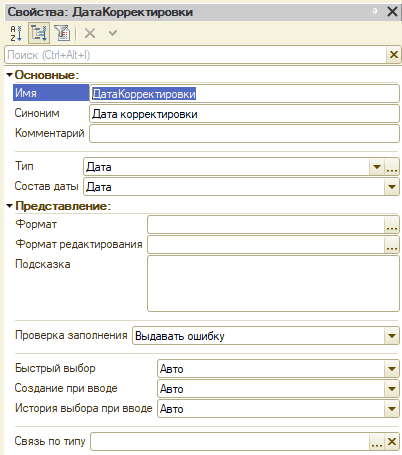 Свойства: ДатаКорректировки
Поиск (Ctrl+Alt+I)
Основные:
Имя ДатаКорректировки
Синоним Дата корректировки
Комментарий
Тип Дата
Состав даты Дата
Представление:
Формат
Формат редактирования
Подсказка
Проверка заполнения Выдавать ошибку
Быстрый выбор Авто
Создание при вводе Авто
История выбора при вводе Авто
Связь по типу